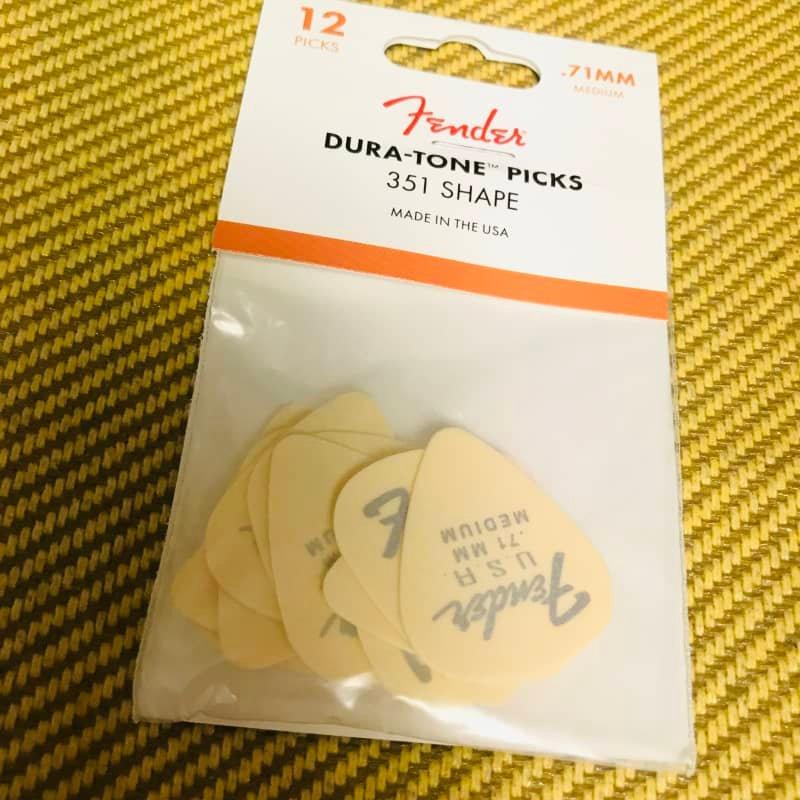 12
PICKS
.71MM
MEDIUM
Fender
DURA-TONE™ PICKS
351 SHAPE
MADE IN THE USA
Fender
U.S.A.
.71 MM
MEDIUM